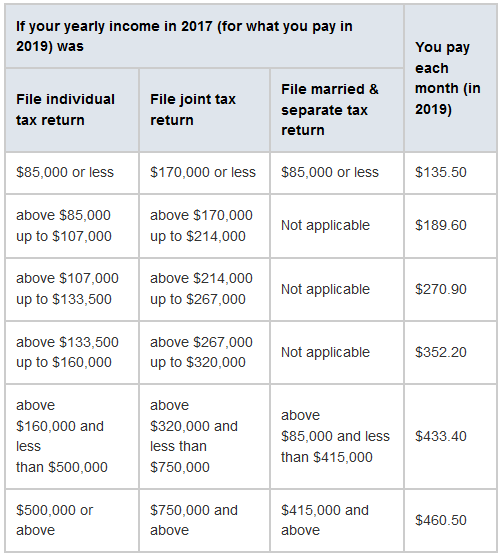 If your yearly income in 2017 (for what you pay in
2019) was
You pay
each
month (in
2019)
File individual
tax return
File joint tax
return
File married &
separate tax
return
$85,000 or less
$170,000 or less
$85,000 or less
$135.50
above $85,000
up to $107,000
above $170,000
up to $214,000
Not applicable
$189.60
above $107,000
up to $133,500
above $214,000
up to $267,000
Not applicable
$270.90
above $133,500
up to $160,000
above $267,000
up to $320,000
Not applicable
$352.20
above
$160,000 and
less
than $500,000
above
$320,000 and
less than
$750,000
above
$85,000 and less
than $415,000
$433.40
$500,000 or
above
$750,000 and
above
$415,000 and
above
$460.50